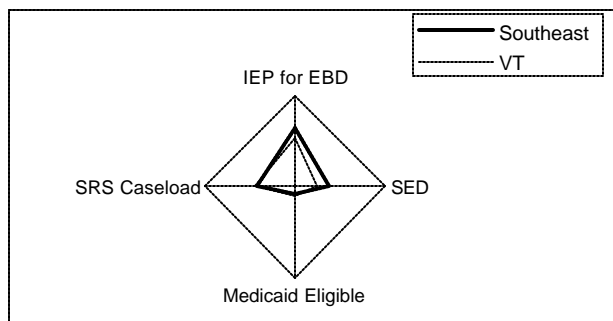 Southeast
VT
IEP for EBD
SRS Caseload
SED
Medicaid Eligible